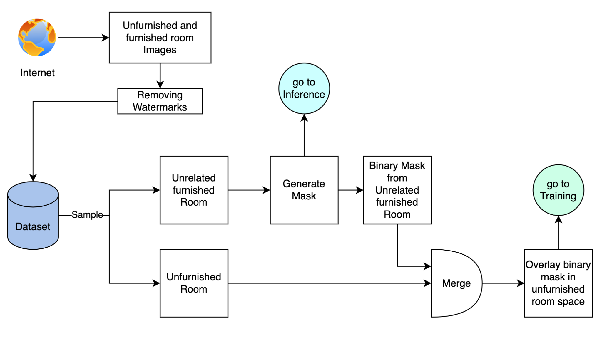 Internet
Unfurnished and
furnished room
Images
Removing
Watermarks
go to
Inference
Unrelated
furnished
Room
Generate
Mask
Binary Mask
from
Unrelated
furnished
Room
go to
Training
Dataset
Sample
Unfurnished
Room
Merge
Overlay binary
mask in
unfurnished
room space